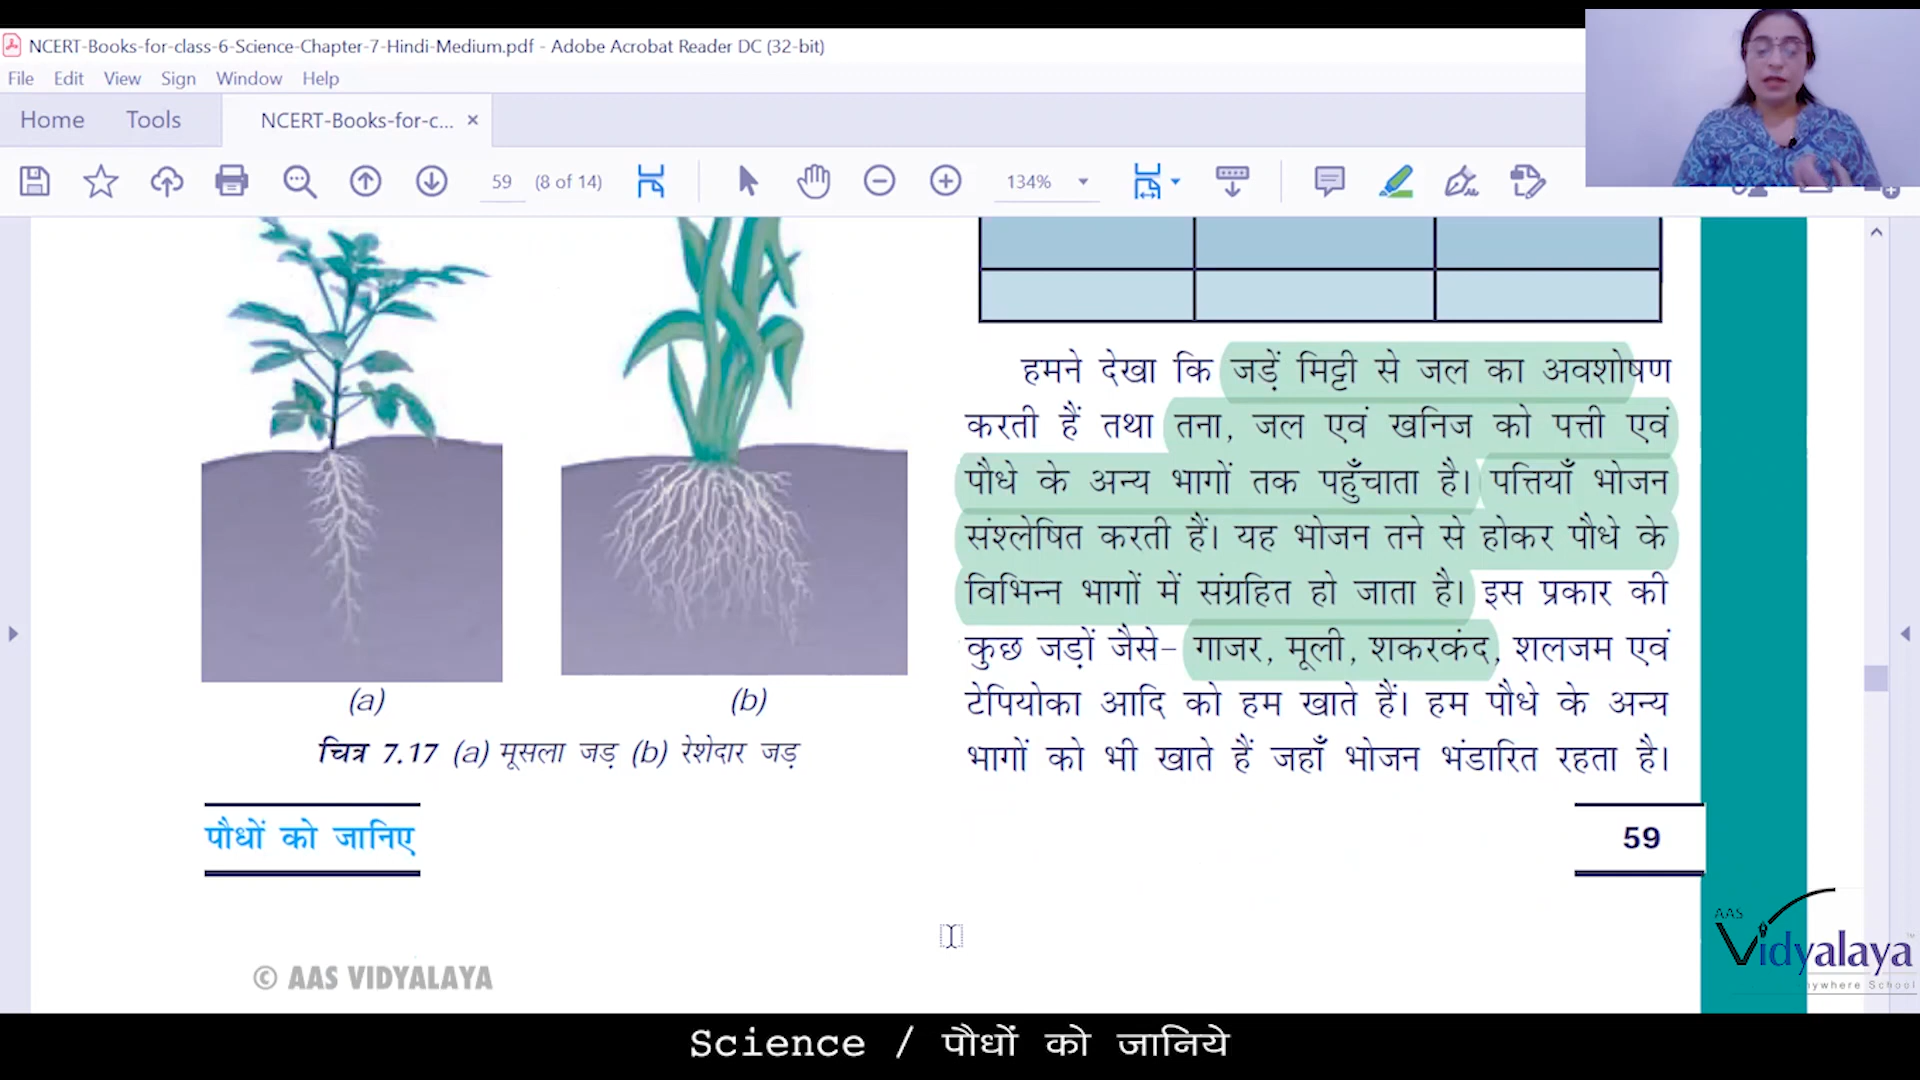 NCERT-Books-for-class-6-Science-Chapter-7-Hindi-Medium.pdf - Adobe Acrobat Reader DC (32-bit)
File Edit View Sign Window Help
Home Tools NCERT-Books-for-c... ×
59 (8 of 14) 134%
हमने देखा कि जड़ें मिट्टी से जल का अवशोषण
करती हैं तथा तना, जल एवं खनिज को पत्ती एवं
पौधे के अन्य भागों तक पहुँचाता है। पत्तियाँ भोजन
संश्लेषित करती हैं। यह भोजन तने से होकर पौधे के
विभिन्न भागों में संग्रहित हो जाता है। इस प्रकार की
कुछ जड़ों जैसे- गाजर, मूली, शकरकंद, शलजम एवं
टेपियोका आदि को हम खाते हैं। हम पौधे के अन्य
भागों को भी खाते हैं जहाँ भोजन भंडारित रहता है।
(a) (b)
चित्र 7.17 (a) मूसला जड़ (b) रेशेदार जड़
पौधों को जानिए
59
© AAS VIDYALAYA
AAS
Vidyalaya
nywhere School
Science / पौधों को जानिये